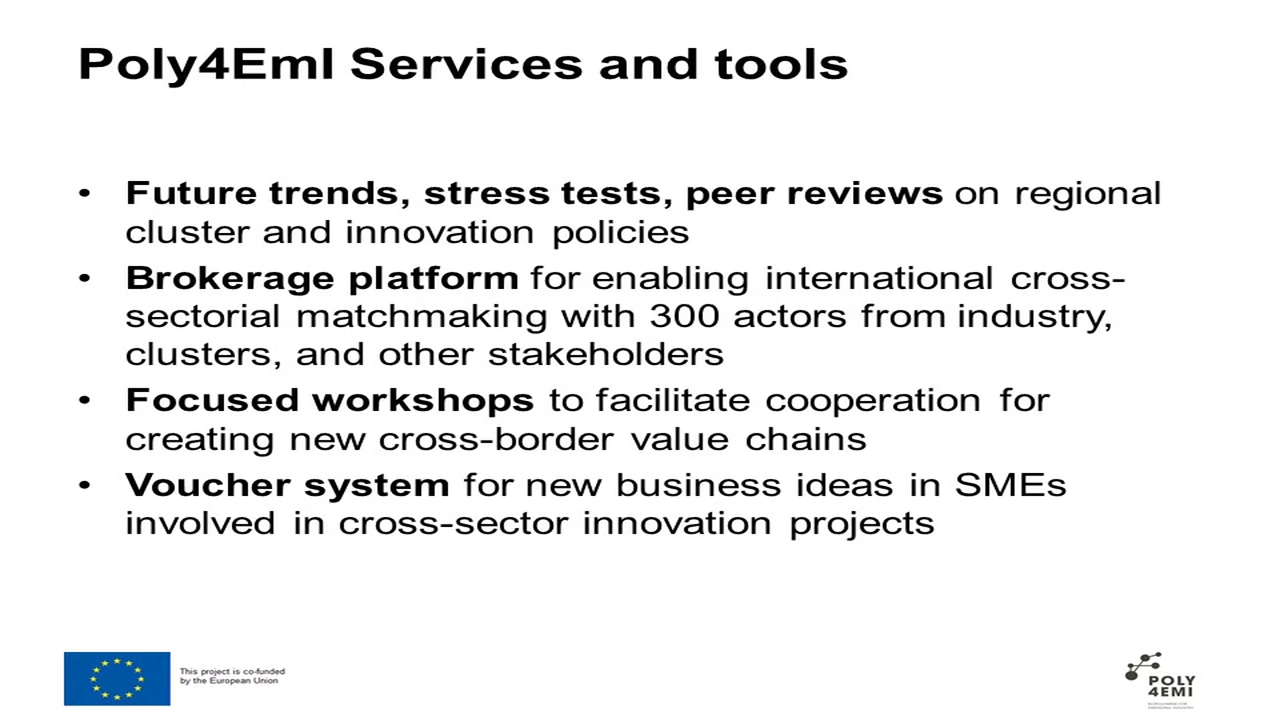 Poly4EmI Services and tools
• Future trends, stress tests, peer reviews on regional
cluster and innovation policies
• Brokerage platform for enabling international cross-
sectorial matchmaking with 300 actors from industry,
clusters, and other stakeholders
• Focused workshops to facilitate cooperation for
creating new cross-border value chains
• Voucher system for new business ideas in SMEs
involved in cross-sector innovation projects
This project is co-funded
by the European Union
POLY
4EMI